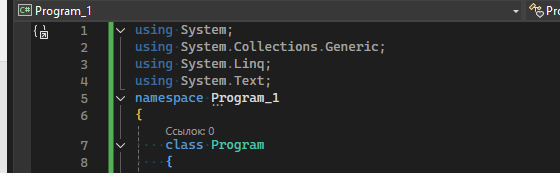 C# Program_1
Pro
1 using System;
2 using System.Collections.Generic;
3 using System.Linq;
4 using System.Text;
5 namespace Program_1
6 {
Ссылок: 0
7 class Program
8 {